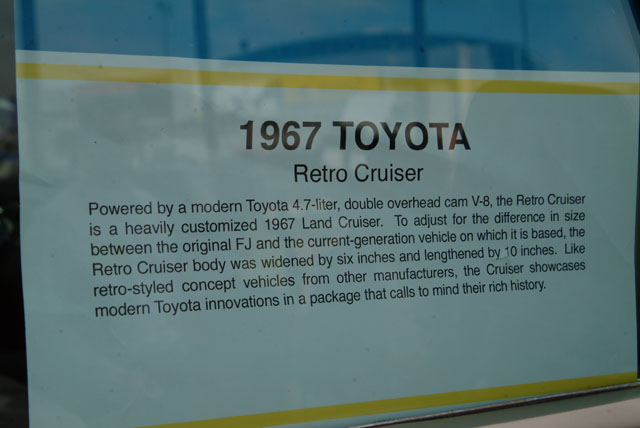 1967 TOYOTA
Retro Cruiser
Powered by a modern Toyota 4.7-liter, double overhead cam V-8, the Retro Cruiser
is a heavily customized 1967 Land Cruiser. To adjust for the difference in size
between the original FJ and the current-generation vehicle on which it is based, the
Retro Cruiser body was widened by six inches and lengthened by 10 inches. Like
retro-styled concept vehicles from other manufacturers, the Cruiser showcases
modern Toyota innovations in a package that calls to mind their rich history.